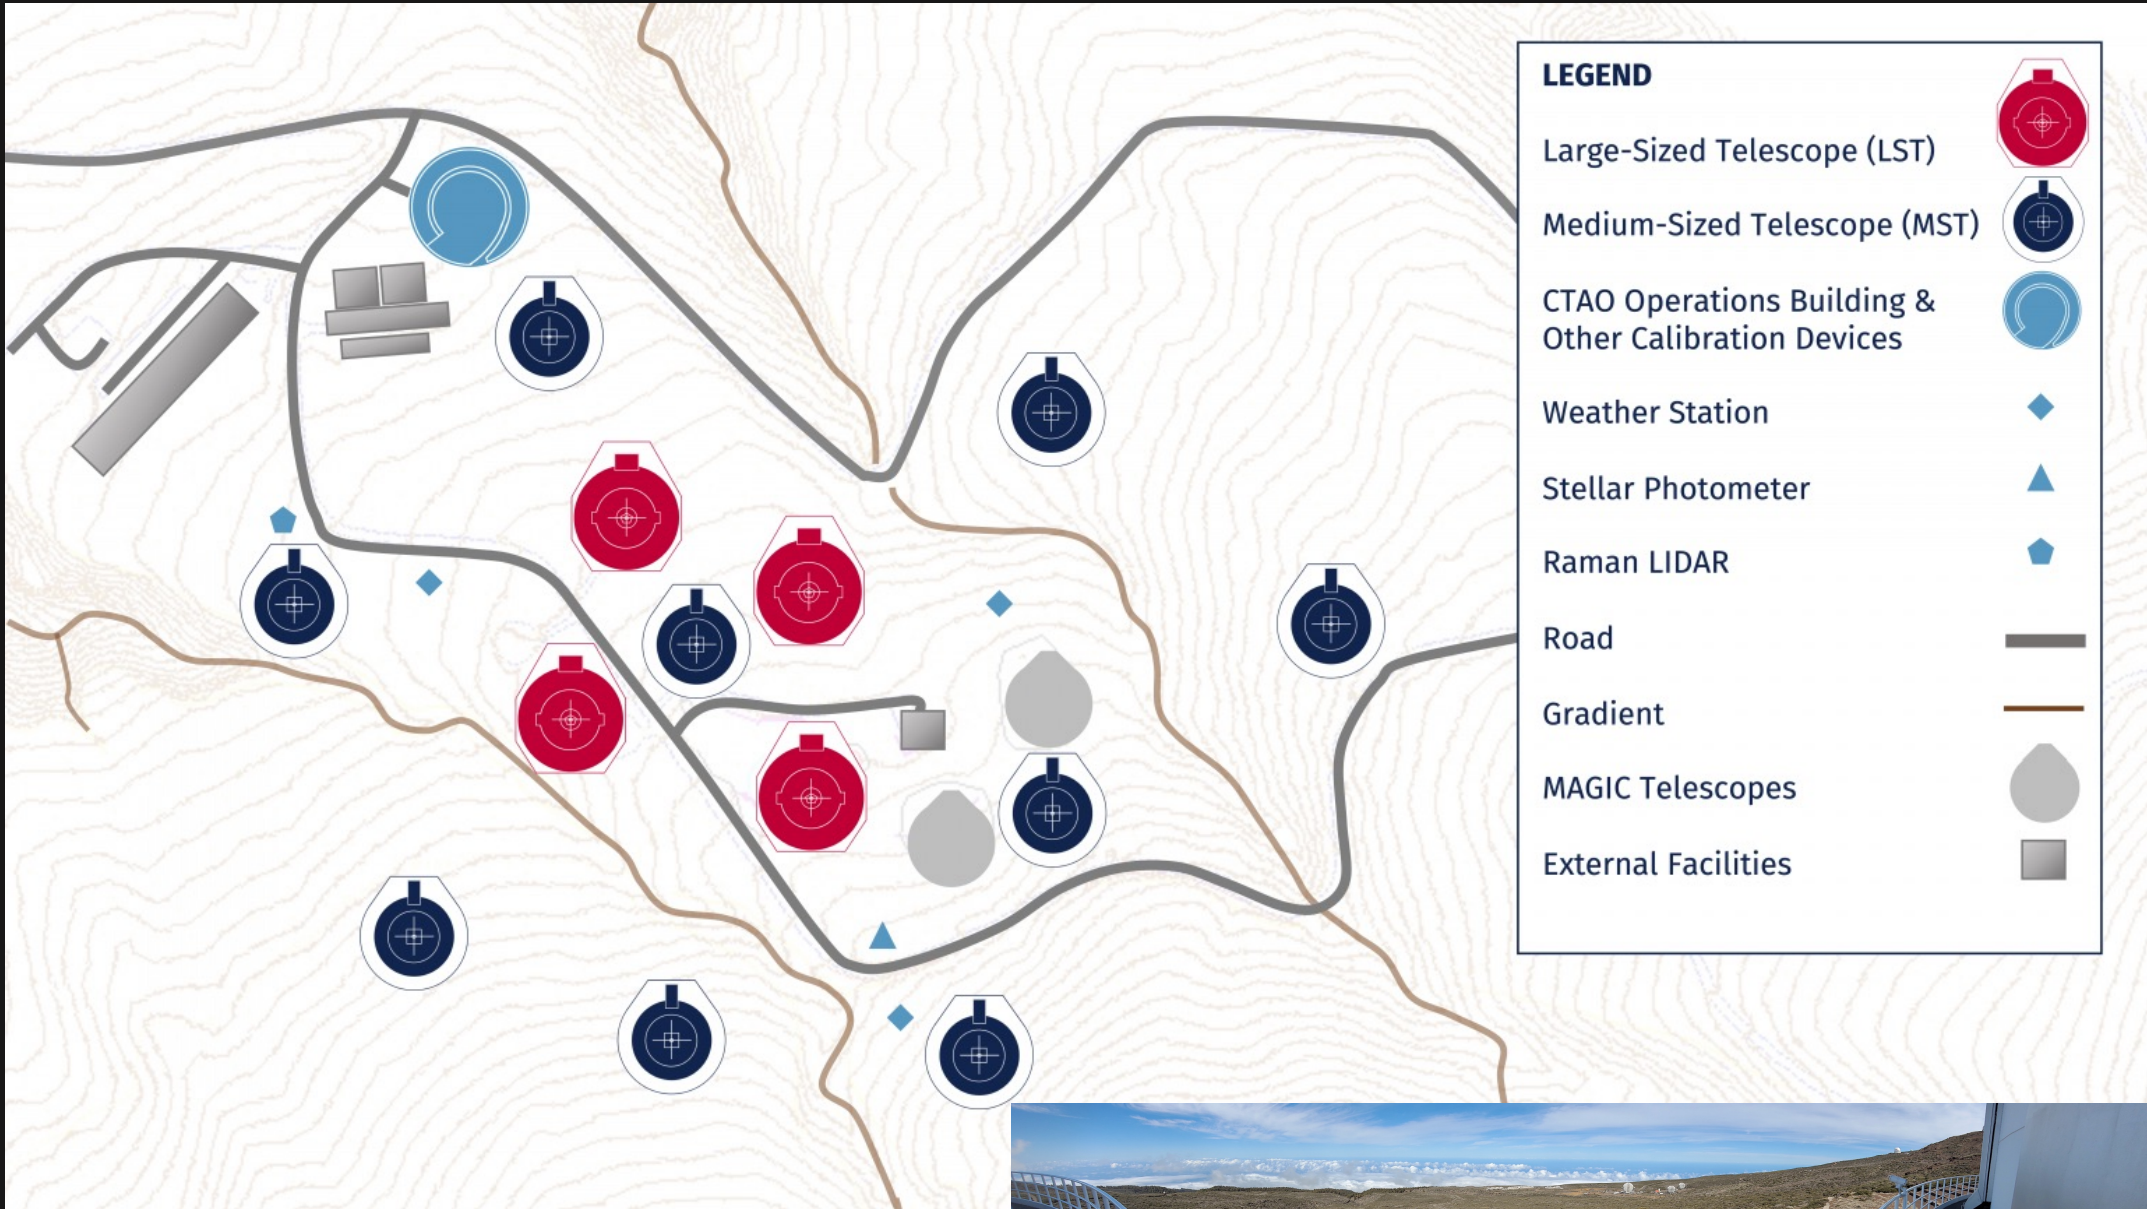 LEGEND
Large-Sized Telescope (LST)
Medium-Sized Telescope (MST)
CTAO Operations Building &
Other Calibration Devices
Weather Station
Stellar Photometer
Raman LIDAR
Road
Gradient
MAGIC Telescopes
External Facilities